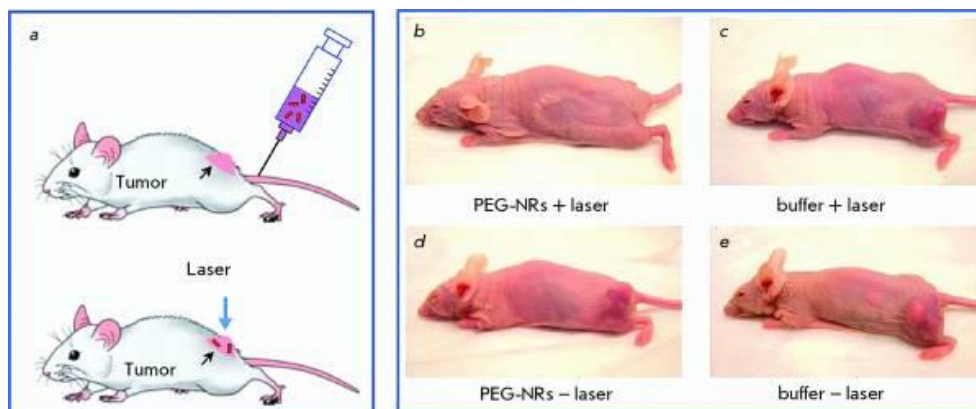 a
Tumor
Laser
Tumor
b
c
PEG-NRs + laser
buffer + laser
d
e
PEG-NRs – laser
buffer – laser